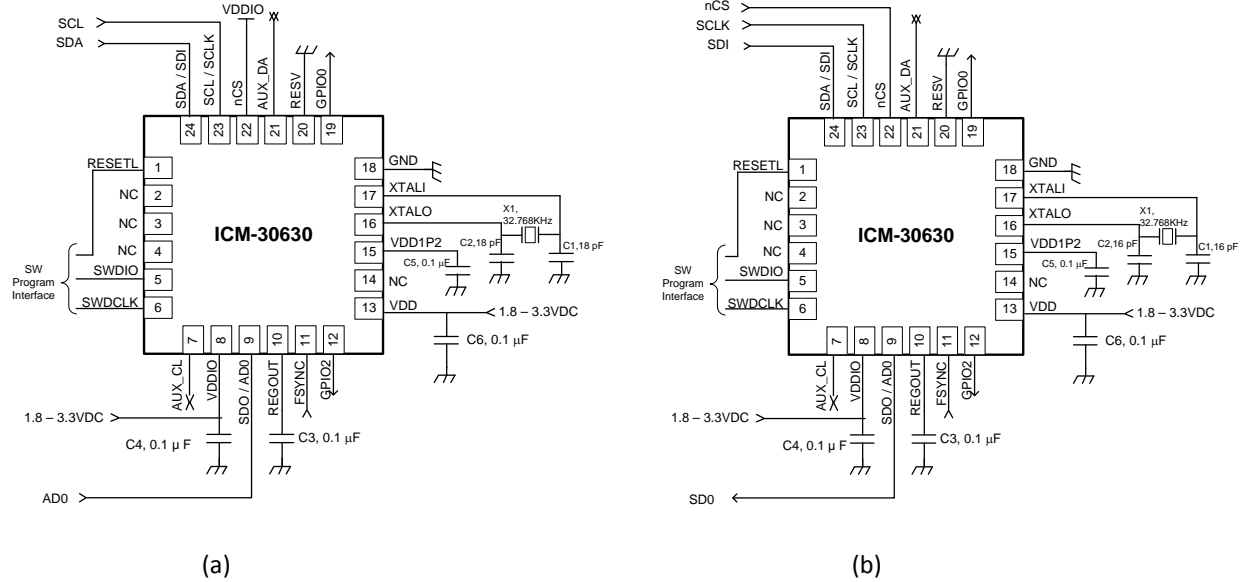 SCL
SDA
VDDIO
SDA / SDI
SCL / SCLK
nCS
AUX_DA
RESV
GPIO0
24
23
22
21
20
19
RESETL
NC
NC
NC
SWDIO
SWDCLK
1
2
3
4
5
6
SW
Program
Interface
ICM-30630
18
17
16
15
14
13
GND
XTALI
XTALO
VDD1P2
NC
VDD
X1,
32.768KHz
C2,18 pF
C1,18 pF
C5, 0.1 µF
1.8 – 3.3VDC
C6, 0.1 µF
7
8
9
10
11
12
AUX_CL
VDDIO
SDO / AD0
REGOUT
FSYNC
GPIO2
1.8 – 3.3VDC
C4, 0.1 µ F
C3, 0.1 µF
AD0
(a)
nCS
SCLK
SDI
SDA / SDI
SCL / SCLK
nCS
AUX_DA
RESV
GPIO0
24
23
22
21
20
19
RESETL
NC
NC
NC
SWDIO
SWDCLK
1
2
3
4
5
6
SW
Program
Interface
ICM-30630
18
17
16
15
14
13
GND
XTALI
XTALO
VDD1P2
NC
VDD
X1,
32.768KHz
C2,16 pF
C1,16 pF
C5, 0.1 µF
1.8 – 3.3VDC
C6, 0.1 µF
7
8
9
10
11
12
AUX_CL
VDDIO
SDO / AD0
REGOUT
FSYNC
GPIO2
1.8 – 3.3VDC
C4, 0.1 µF
C3, 0.1 µF
SD0
(b)